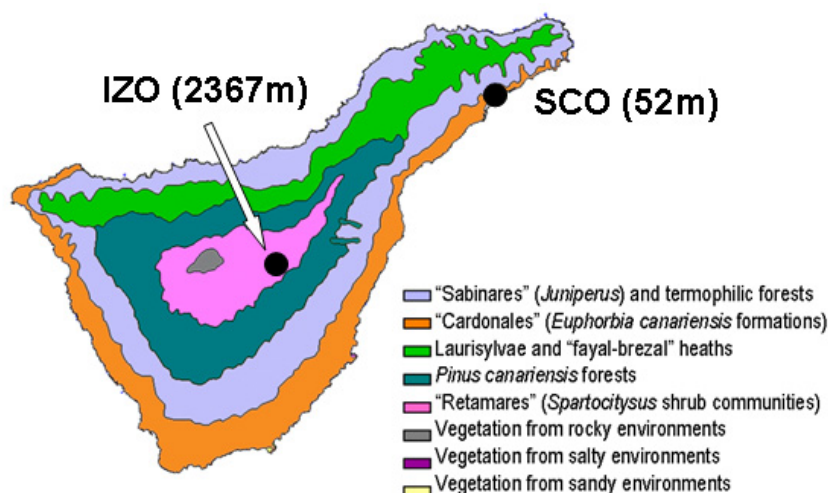 IZO (2367m)
SCO (52m)
“Sabinares” (Juniperus) and termophilic forests
“Cardonales” (Euphorbia canariensis formations)
Laurisylvae and “fayal-brezal” heaths
Pinus canariensis forests
“Retamares” (Spartocitysus shrub communities)
Vegetation from rocky environments
Vegetation from salty environments
Vegetation from sandy environments